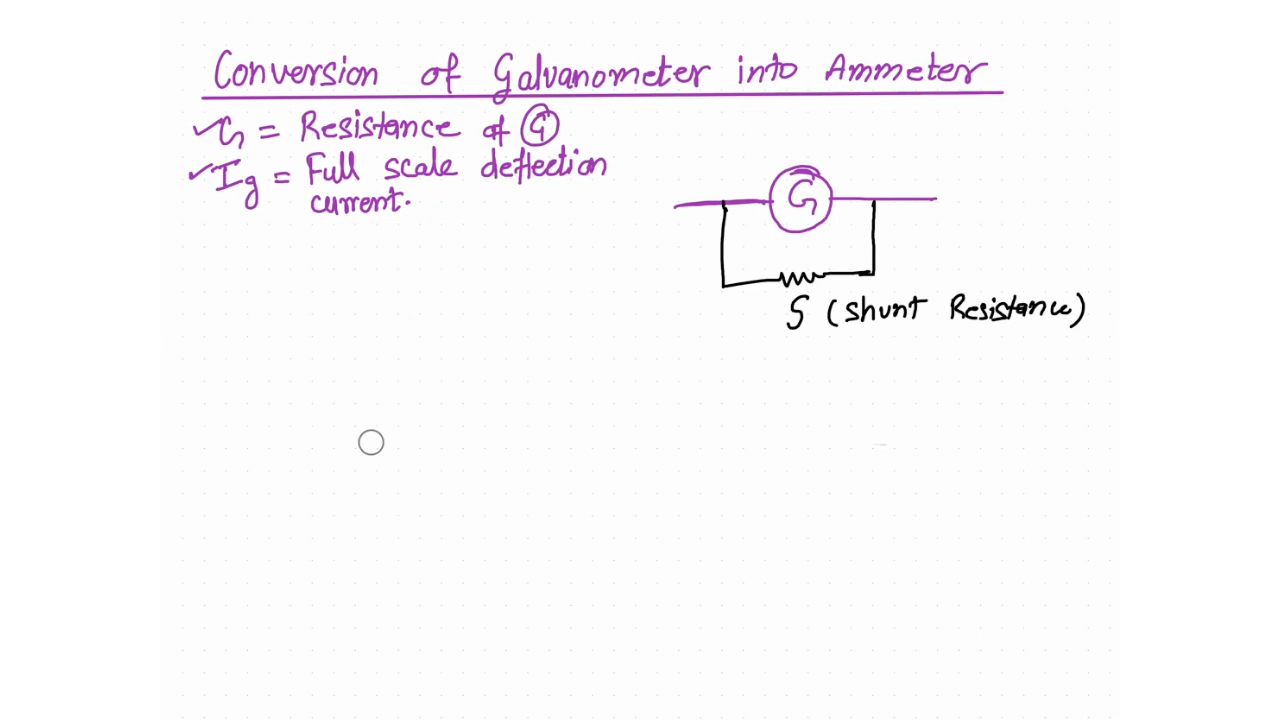 Conversion of Galvanometer into Ammeter
✓G = Resistance of G
✓Ig = Full scale deflection
current.
G
S (Shunt Resistance)